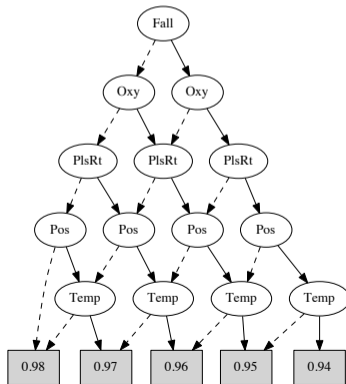 Fall
Oxy Oxy
PlsRt PlsRt PlsRt
Pos Pos Pos Pos
Temp Temp Temp Temp
0.98 0.97 0.96 0.95 0.94